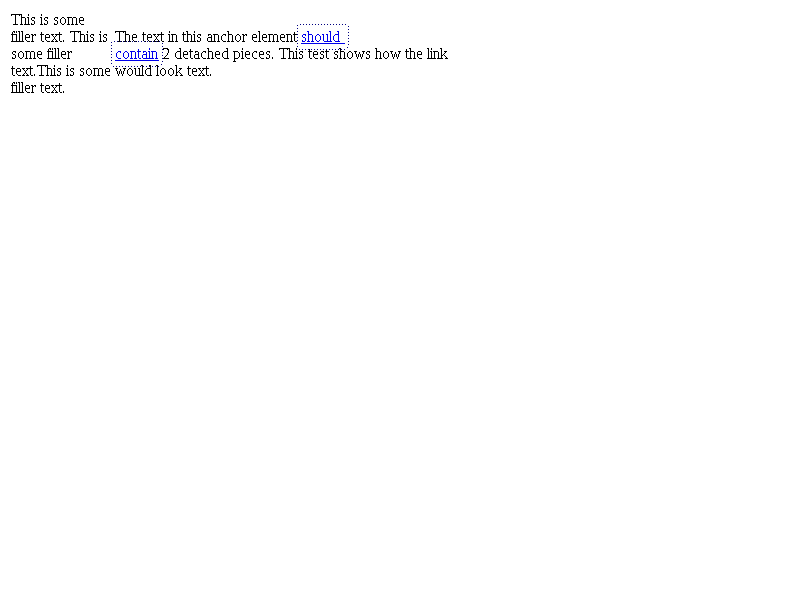 This is some
filler text. This is The text in this anchor element should
some filler contain 2 detached pieces. This test shows how the link
text.This is some would look text.
filler text.